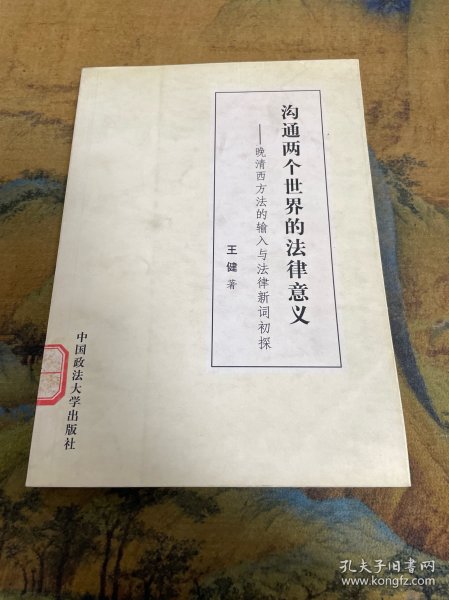 沟通两个世界的法律意义
——晚清西方法的输入与法律新词初探
王健 著
中国政法大学出版社
孔夫子旧书网
www.kongfz.com